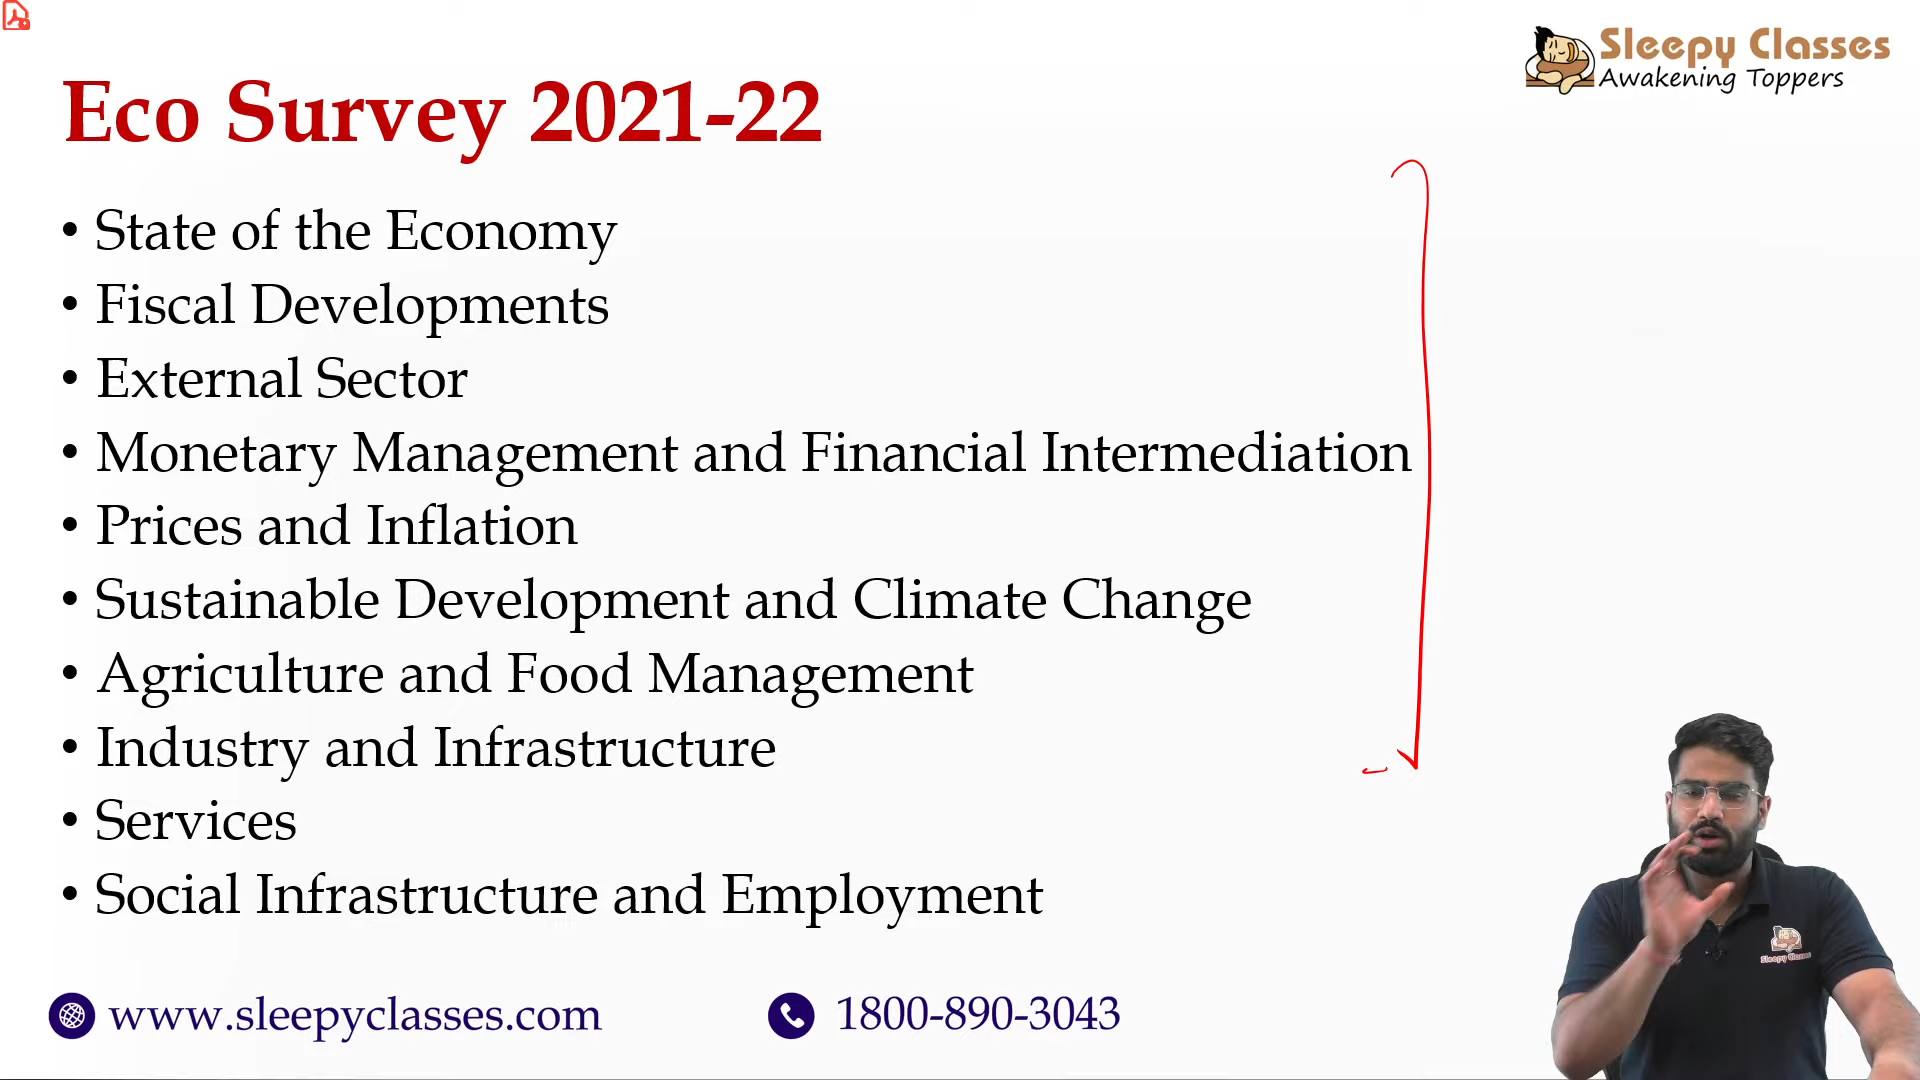 Sleepy Classes
Awakening Toppers
Eco Survey 2021-22
• State of the Economy
• Fiscal Developments
• External Sector
• Monetary Management and Financial Intermediation
• Prices and Inflation
• Sustainable Development and Climate Change
• Agriculture and Food Management
• Industry and Infrastructure
• Services
• Social Infrastructure and Employment
Sleepy Classes
www.sleepyclasses.com
1800-890-3043